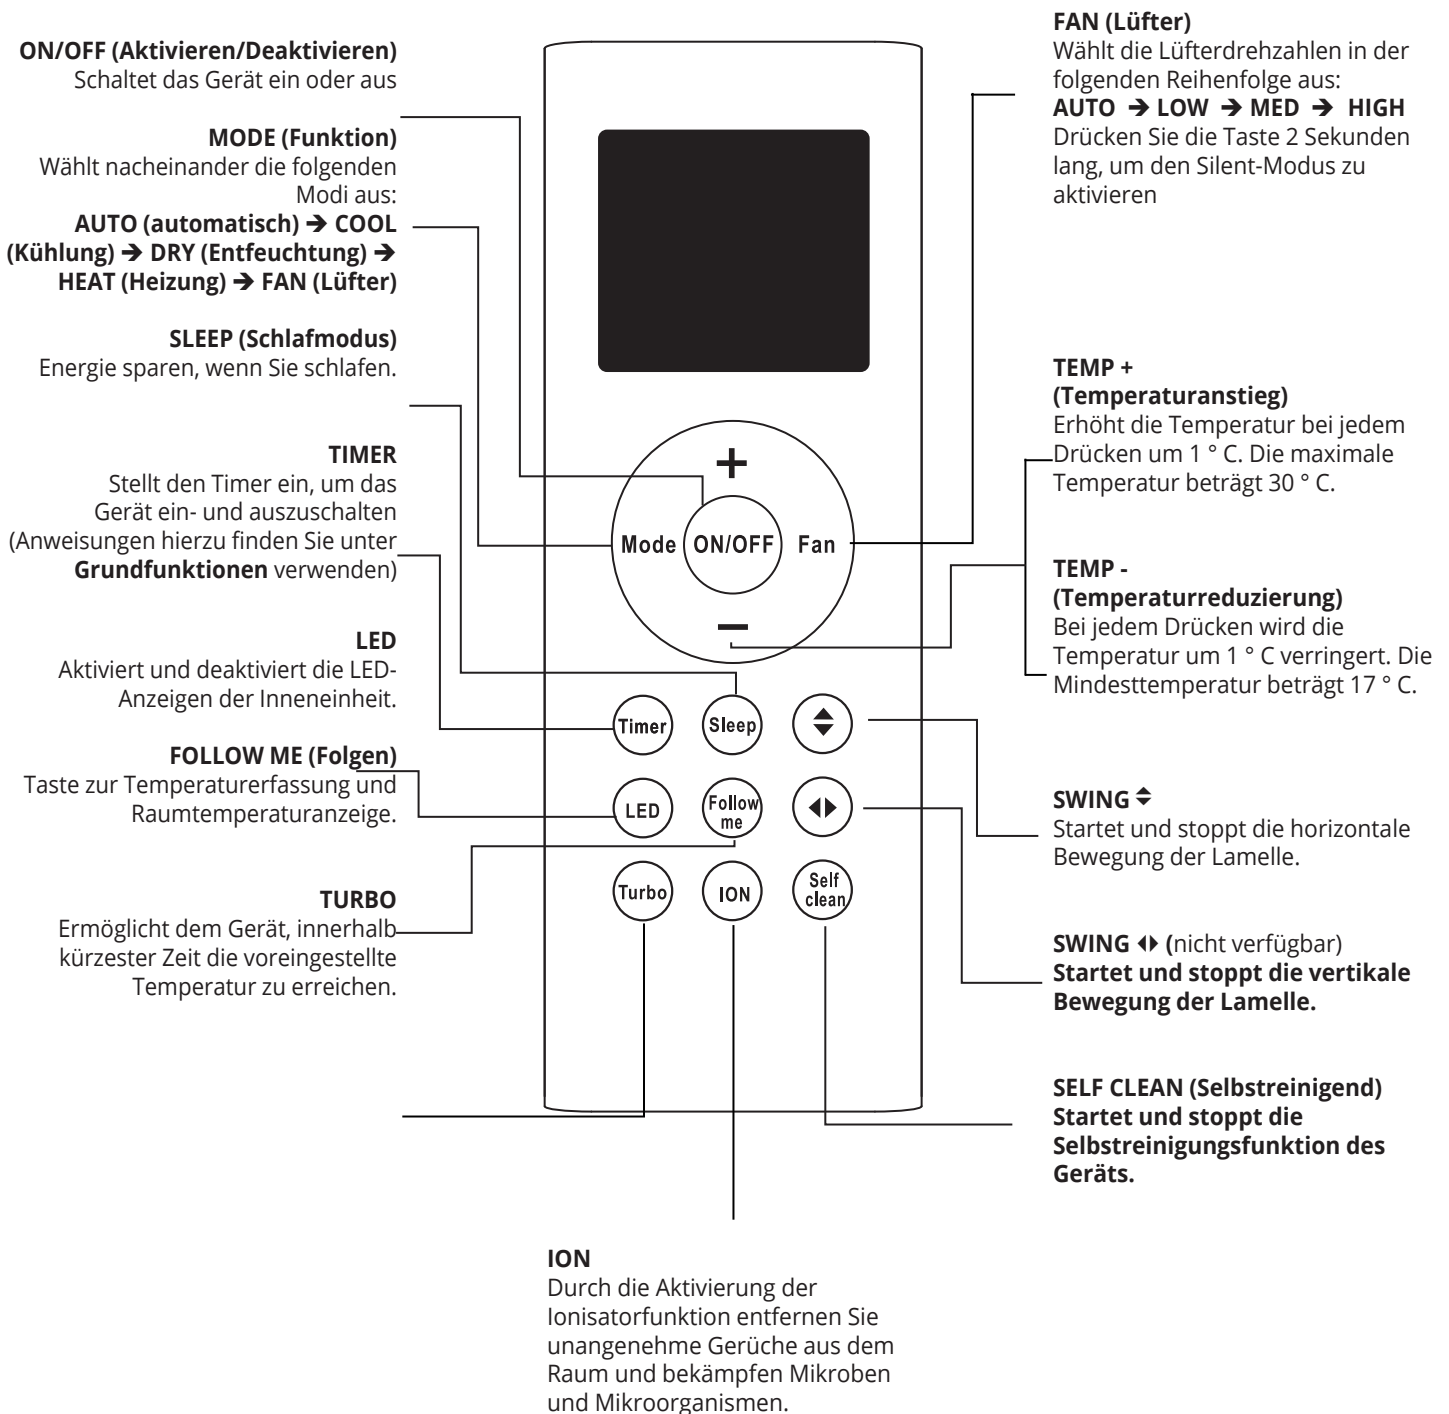 ON/OFF (Aktivieren/Deaktivieren)
Schaltet das Gerät ein oder aus
MODE (Funktion)
Wählt nacheinander die folgenden
Modi aus:
AUTO (automatisch) ➔ COOL
(Kühlung) ➔ DRY (Entfeuchtung) ➔
HEAT (Heizung) ➔ FAN (Lüfter)
SLEEP (Schlafmodus)
Energie sparen, wenn Sie schlafen.
TIMER
Stellt den Timer ein, um das
Gerät ein- und auszuschalten
(Anweisungen hierzu finden Sie unter
Grundfunktionen verwenden)
LED
Aktiviert und deaktiviert die LED-
Anzeigen der Inneneinheit.
FOLLOW ME (Folgen)
Taste zur Temperaturerfassung und
Raumtemperaturanzeige.
TURBO
Ermöglicht dem Gerät, innerhalb
kürzester Zeit die voreingestellte
Temperatur zu erreichen.
+
Mode ON/OFF Fan
−
Timer Sleep
LED Follow me
Turbo ION Self clean
FAN (Lüfter)
Wählt die Lüfterdrehzahlen in der
folgenden Reihenfolge aus:
AUTO ➔ LOW ➔ MED ➔ HIGH
Drücken Sie die Taste 2 Sekunden
lang, um den Silent-Modus zu
aktivieren
TEMP +
(Temperaturanstieg)
Erhöht die Temperatur bei jedem
Drücken um 1 ° C. Die maximale
Temperatur beträgt 30 ° C.
TEMP -
(Temperaturreduzierung)
Bei jedem Drücken wird die
Temperatur um 1 ° C verringert. Die
Mindesttemperatur beträgt 17 ° C.
SWING
Startet und stoppt die horizontale
Bewegung der Lamelle.
SWING (nicht verfügbar)
Startet und stoppt die vertikale
Bewegung der Lamelle.
SELF CLEAN (Selbstreinigend)
Startet und stoppt die
Selbstreinigungsfunktion des
Geräts.
ION
Durch die Aktivierung der
Ionisatorfunktion entfernen Sie
unangenehme Gerüche aus dem
Raum und bekämpfen Mikroben
und Mikroorganismen.